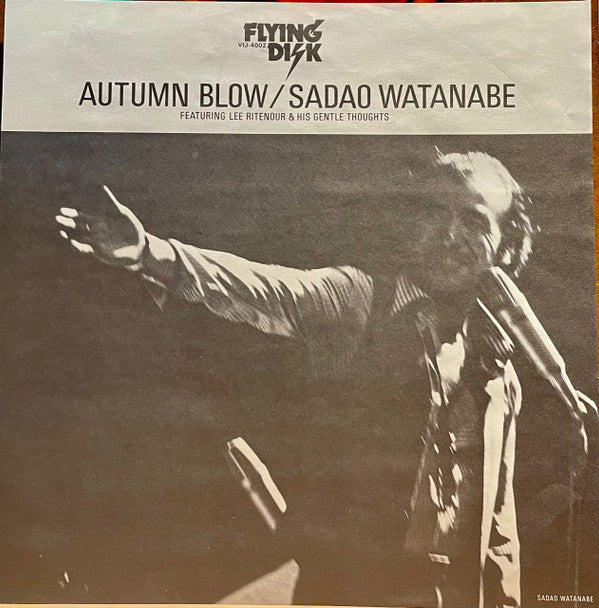 FLYING
VIJ-4002
DISK
AUTUMN BLOW/SADAO WATANABE
FEATURING LEE RITENOUR & HIS GENTLE THOUGHTS
SADAO WATANABE